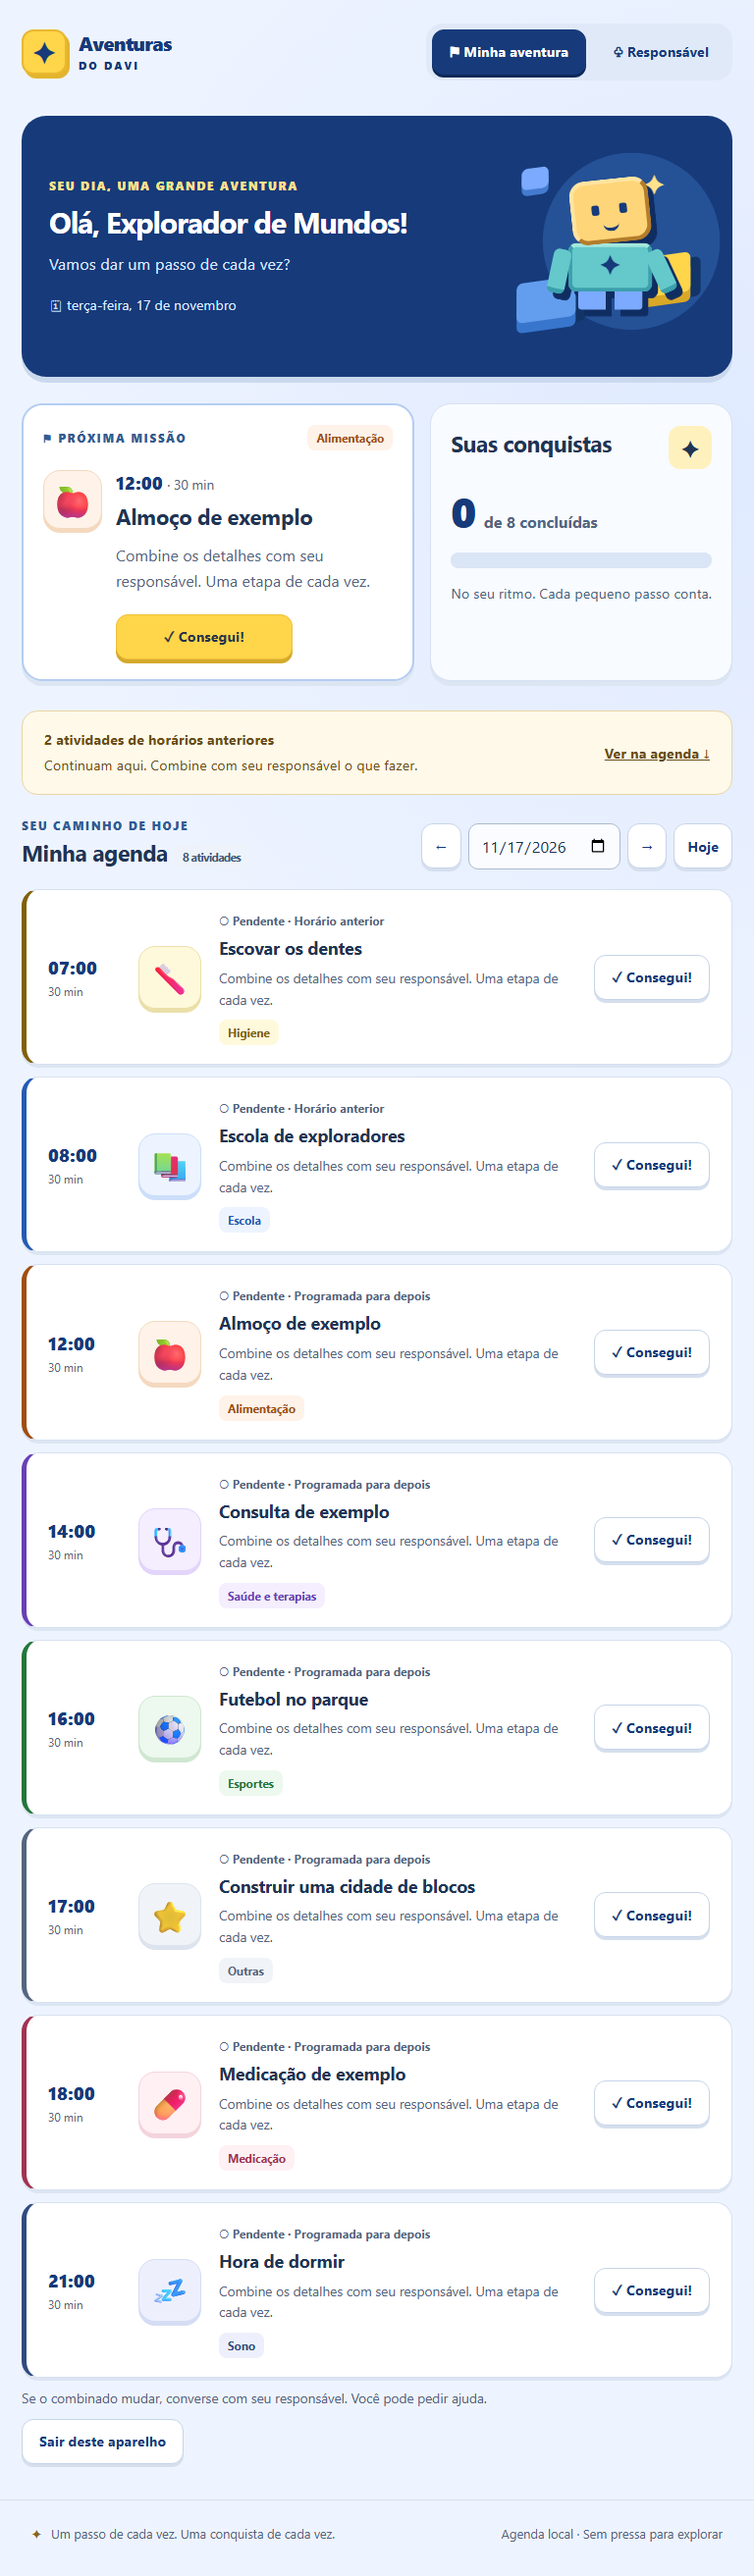 Aventuras
DO DAVI
Minha aventura
Responsável
SEU DIA, UMA GRANDE AVENTURA
Olá, Explorador de Mundos!
Vamos dar um passo de cada vez?
terça-feira, 17 de novembro
PRÓXIMA MISSÃO
Alimentação
12:00 · 30 min
Almoço de exemplo
Combine os detalhes com seu
responsável. Uma etapa de cada vez.
✓ Consegui!
Suas conquistas
0 de 8 concluídas
No seu ritmo. Cada pequeno passo conta.
2 atividades de horários anteriores
Continuam aqui. Combine com seu responsável o que fazer.
Ver na agenda ↓
SEU CAMINHO DE HOJE
Minha agenda 8 atividades
←
11/17/2026
→
Hoje
07:00
30 min
○ Pendente · Horário anterior
Escovar os dentes
Combine os detalhes com seu responsável. Uma etapa de
cada vez.
Higiene
✓ Consegui!
08:00
30 min
○ Pendente · Horário anterior
Escola de exploradores
Combine os detalhes com seu responsável. Uma etapa de
cada vez.
Escola
✓ Consegui!
12:00
30 min
○ Pendente · Programada para depois
Almoço de exemplo
Combine os detalhes com seu responsável. Uma etapa de
cada vez.
Alimentação
✓ Consegui!
14:00
30 min
○ Pendente · Programada para depois
Consulta de exemplo
Combine os detalhes com seu responsável. Uma etapa de
cada vez.
Saúde e terapias
✓ Consegui!
16:00
30 min
○ Pendente · Programada para depois
Futebol no parque
Combine os detalhes com seu responsável. Uma etapa de
cada vez.
Esportes
✓ Consegui!
17:00
30 min
○ Pendente · Programada para depois
Construir uma cidade de blocos
Combine os detalhes com seu responsável. Uma etapa de
cada vez.
Outras
✓ Consegui!
18:00
30 min
○ Pendente · Programada para depois
Medicação de exemplo
Combine os detalhes com seu responsável. Uma etapa de
cada vez.
Medicação
✓ Consegui!
21:00
30 min
○ Pendente · Programada para depois
Hora de dormir
Combine os detalhes com seu responsável. Uma etapa de
cada vez.
Sono
✓ Consegui!
Se o combinado mudar, converse com seu responsável. Você pode pedir ajuda.
Sair deste aparelho
Um passo de cada vez. Uma conquista de cada vez.
Agenda local · Sem pressa para explorar